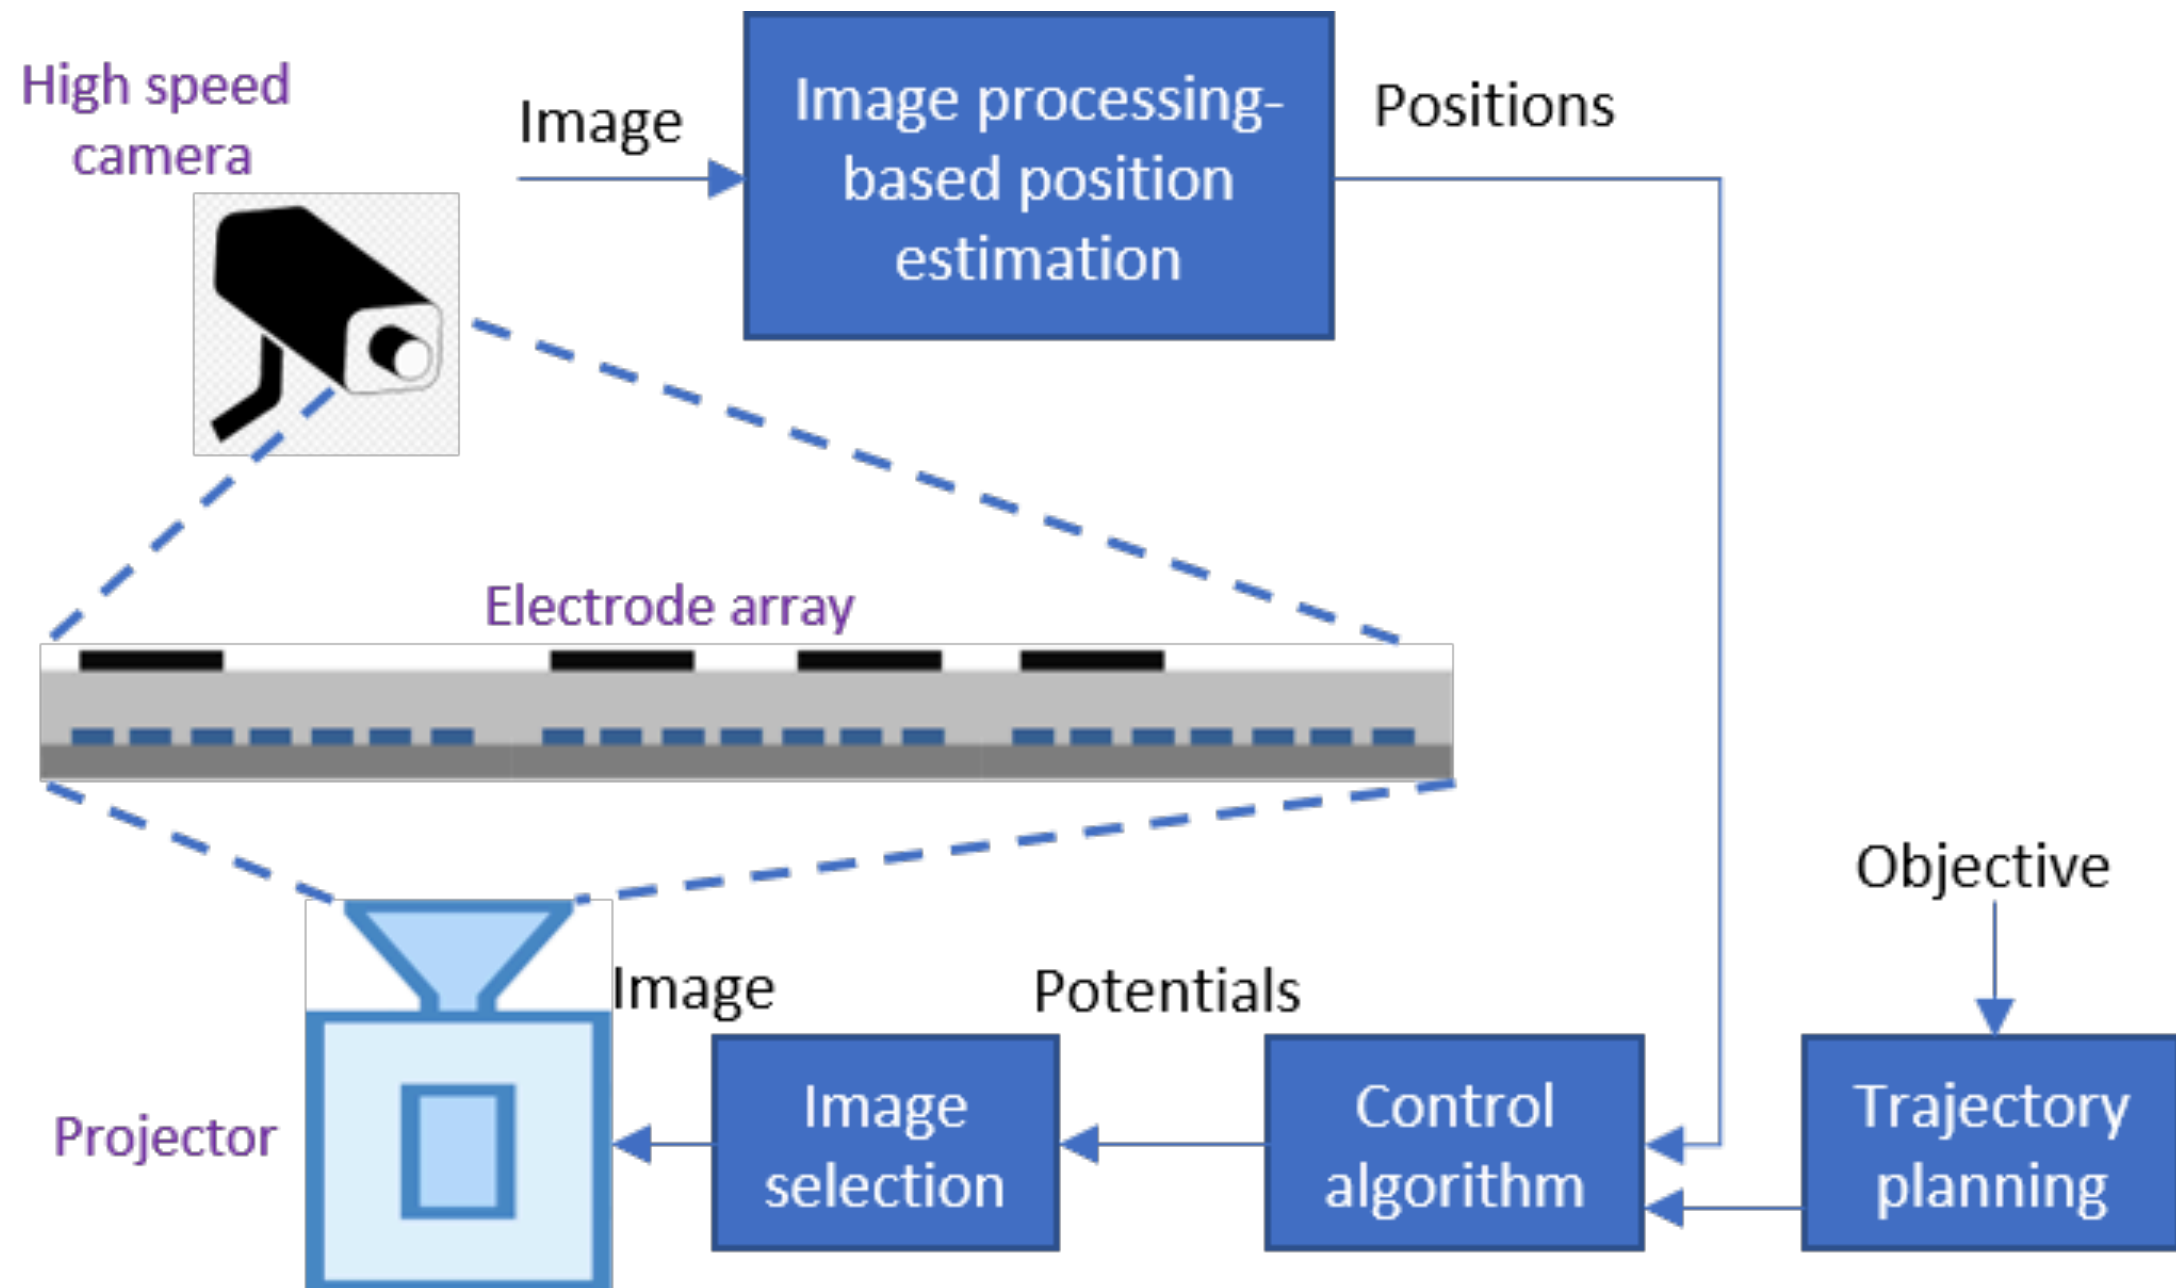 High speed
camera
Image
Image processing-
based position
estimation
Positions
Electrode array
Objective
Image
Potentials
Projector
Image
selection
Control
algorithm
Trajectory
planning